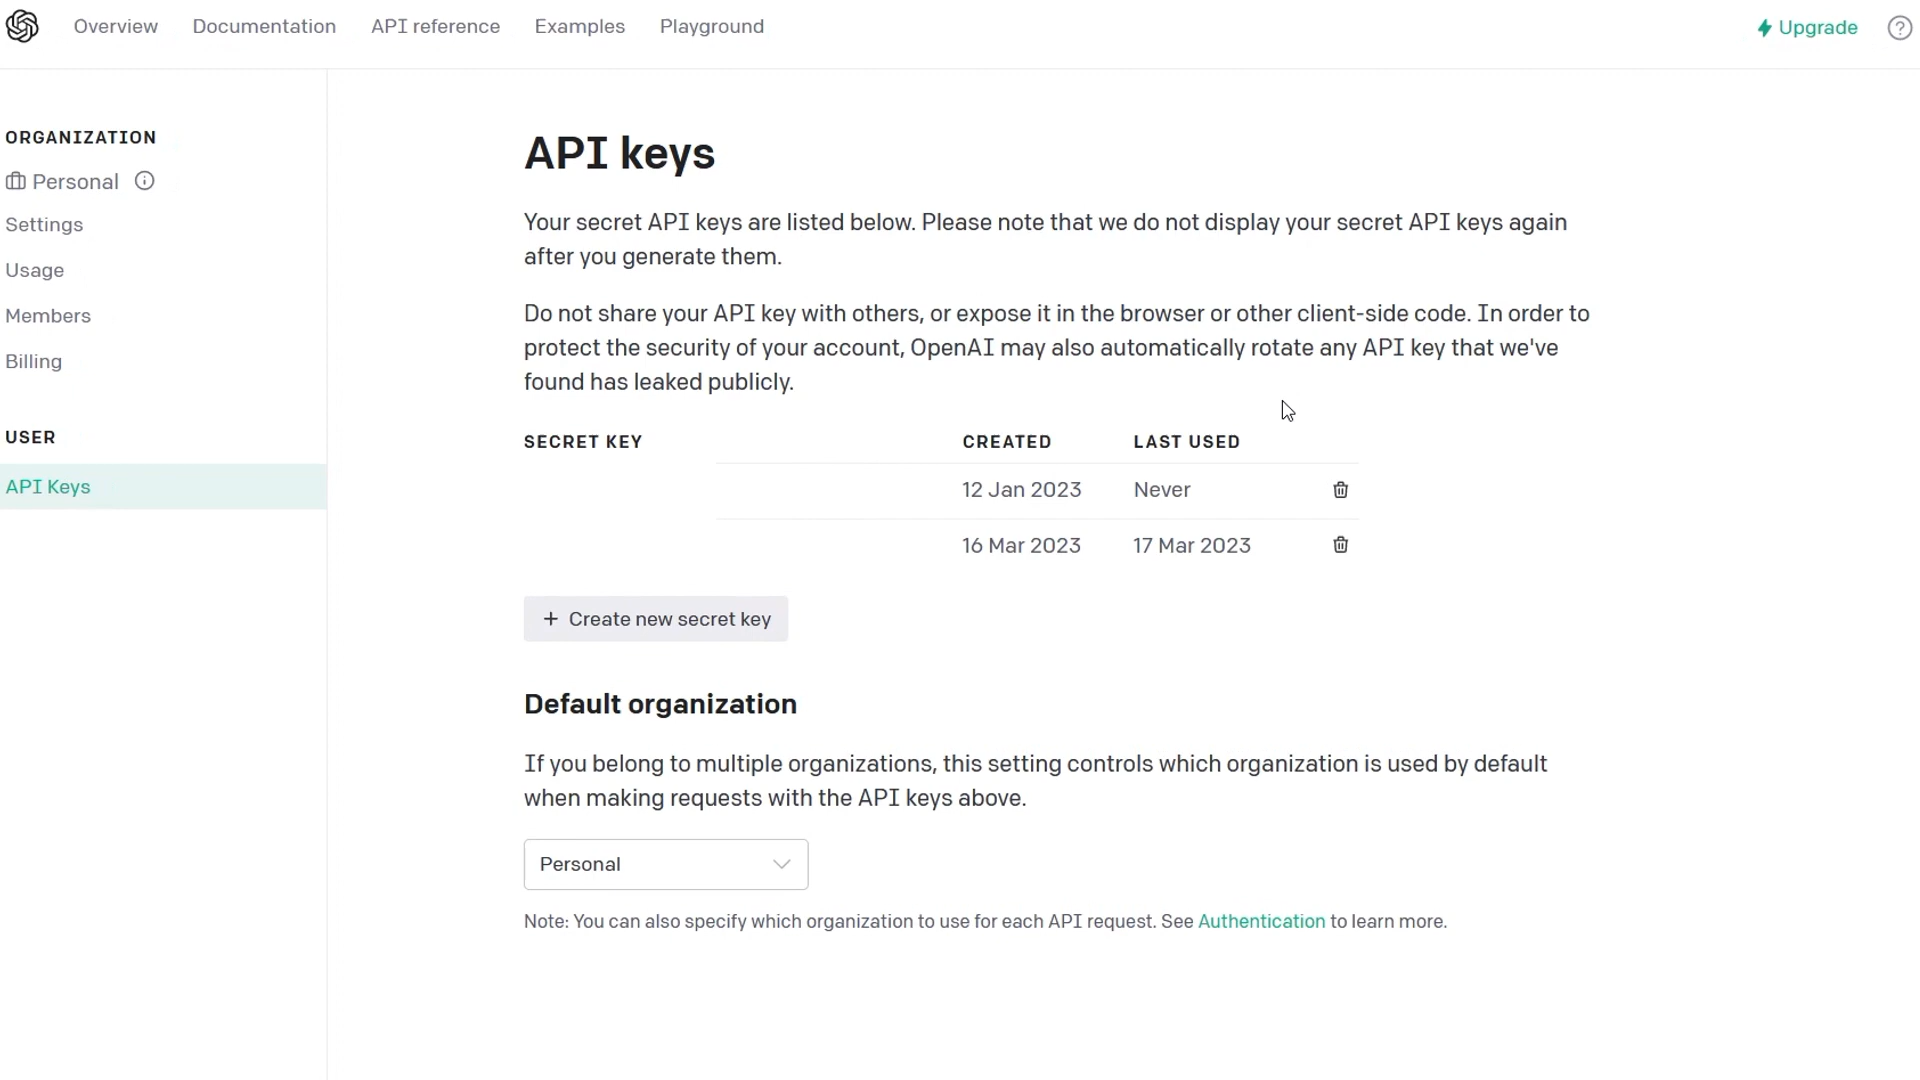 Overview Documentation API reference Examples Playground Upgrade
ORGANIZATION
Personal
Settings
Usage
Members
Billing
USER
API Keys
API keys
Your secret API keys are listed below. Please note that we do not display your secret API keys again
after you generate them.
Do not share your API key with others, or expose it in the browser or other client-side code. In order to
protect the security of your account, OpenAI may also automatically rotate any API key that we've
found has leaked publicly.
SECRET KEY CREATED LAST USED
12 Jan 2023 Never
16 Mar 2023 17 Mar 2023
+ Create new secret key
Default organization
If you belong to multiple organizations, this setting controls which organization is used by default
when making requests with the API keys above.
Personal
Note: You can also specify which organization to use for each API request. See Authentication to learn more.